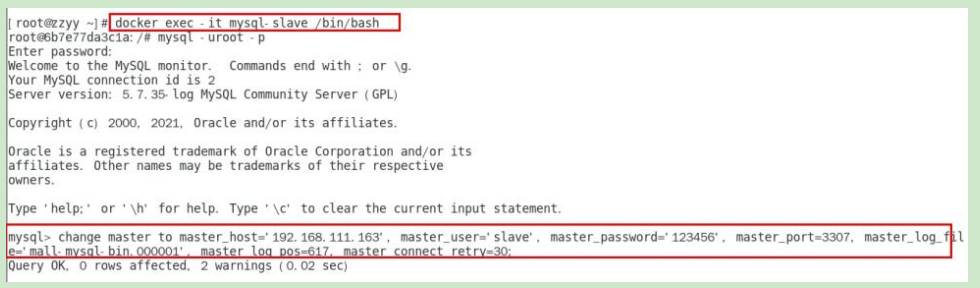 [root@zzyy ~]# docker exec -it mysql-slave /bin/bash
root@6b7e77da3c1a:/# mysql -uroot -p
Enter password:
Welcome to the MySQL monitor.  Commands end with ; or \g.
Your MySQL connection id is 2
Server version: 5.7.35-log MySQL Community Server (GPL)
Copyright (c) 2000, 2021, Oracle and/or its affiliates.
Oracle is a registered trademark of Oracle Corporation and/or its
affiliates. Other names may be trademarks of their respective
owners.
Type 'help;' or '\h' for help. Type '\c' to clear the current input statement.
mysql> change master to master_host='192.168.111.163', master_user='slave', master_password='123456', master_port=3307, master_log_fil
e='mall-mysql-bin.000001', master_log_pos=617, master_connect_retry=30;
Query OK, 0 rows affected, 2 warnings (0.02 sec)